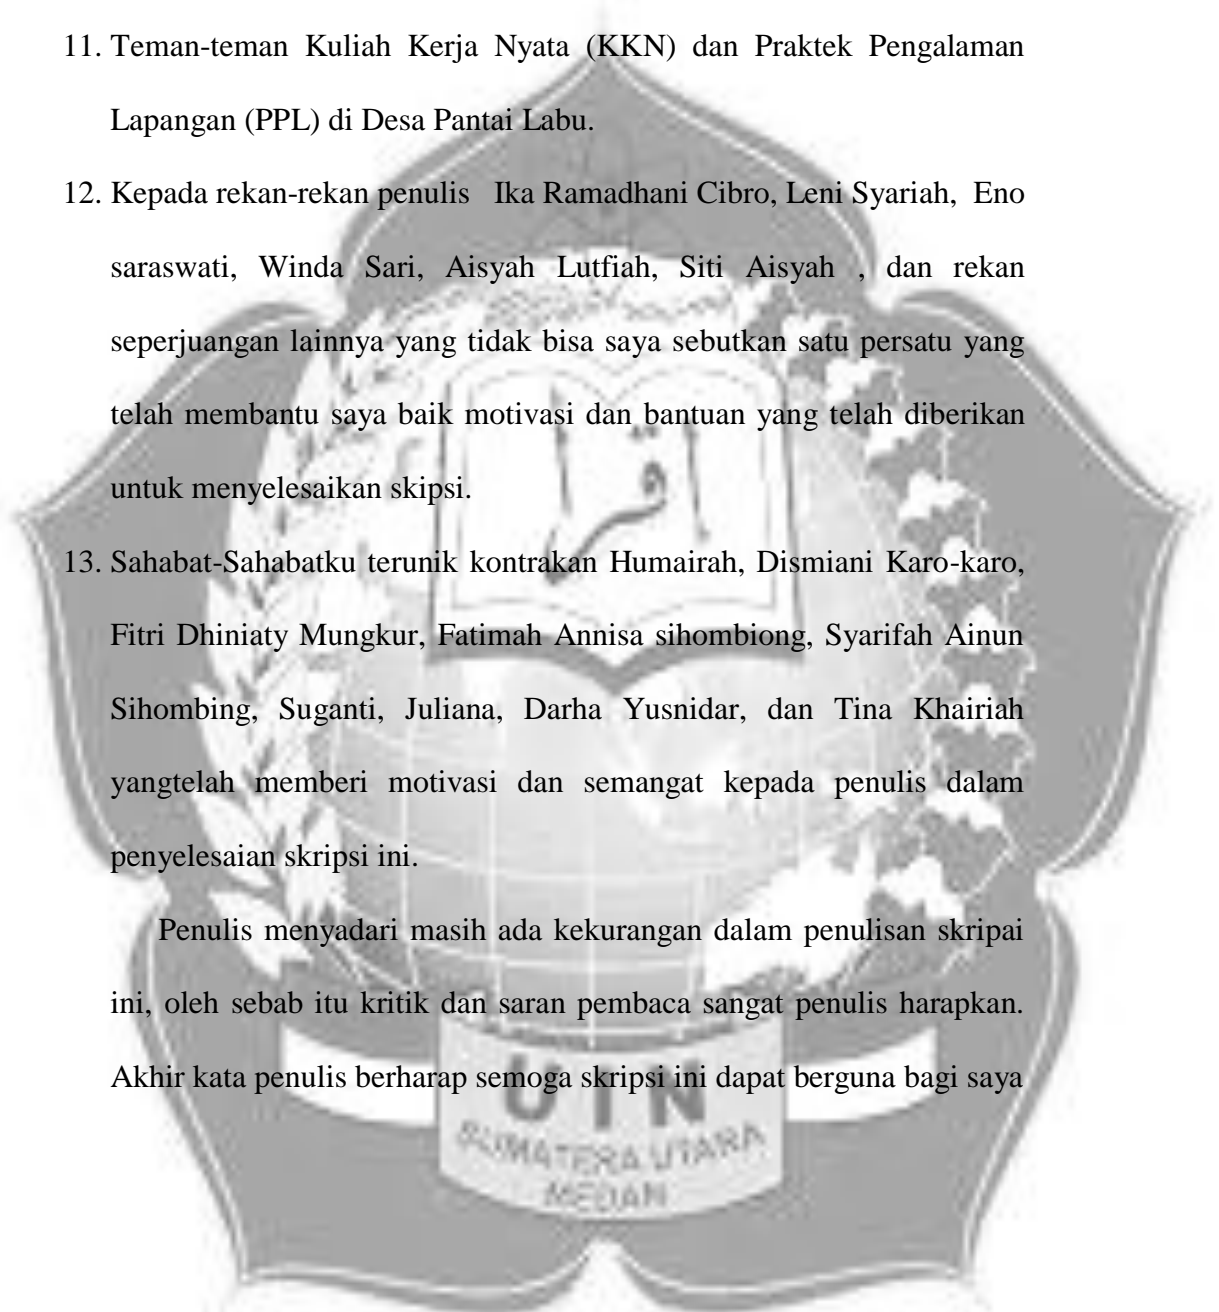 11. Teman-teman Kuliah Kerja Nyata (KKN) dan Praktek Pengalaman
Lapangan (PPL) di Desa Pantai Labu.
12. Kepada rekan-rekan penulis Ika Ramadhani Cibro, Leni Syariah, Eno
saraswati, Winda Sari, Aisyah Lutfiah, Siti Aisyah , dan rekan
seperjuangan lainnya yang tidak bisa saya sebutkan satu persatu yang
telah membantu saya baik motivasi dan bantuan yang telah diberikan
untuk menyelesaikan skipsi.
13. Sahabat-Sahabatku terunik kontrakan Humairah, Dismiani Karo-karo,
Fitri Dhiniaty Mungkur, Fatimah Annisa sihombiong, Syarifah Ainun
Sihombing, Suganti, Juliana, Darha Yusnidar, dan Tina Khairiah
yangtelah memberi motivasi dan semangat kepada penulis dalam
penyelesaian skripsi ini.
Penulis menyadari masih ada kekurangan dalam penulisan skripai
ini, oleh sebab itu kritik dan saran pembaca sangat penulis harapkan.
Akhir kata penulis berharap semoga skripsi ini dapat berguna bagi saya
UIN
SUMATERA UTARA
MEDAN